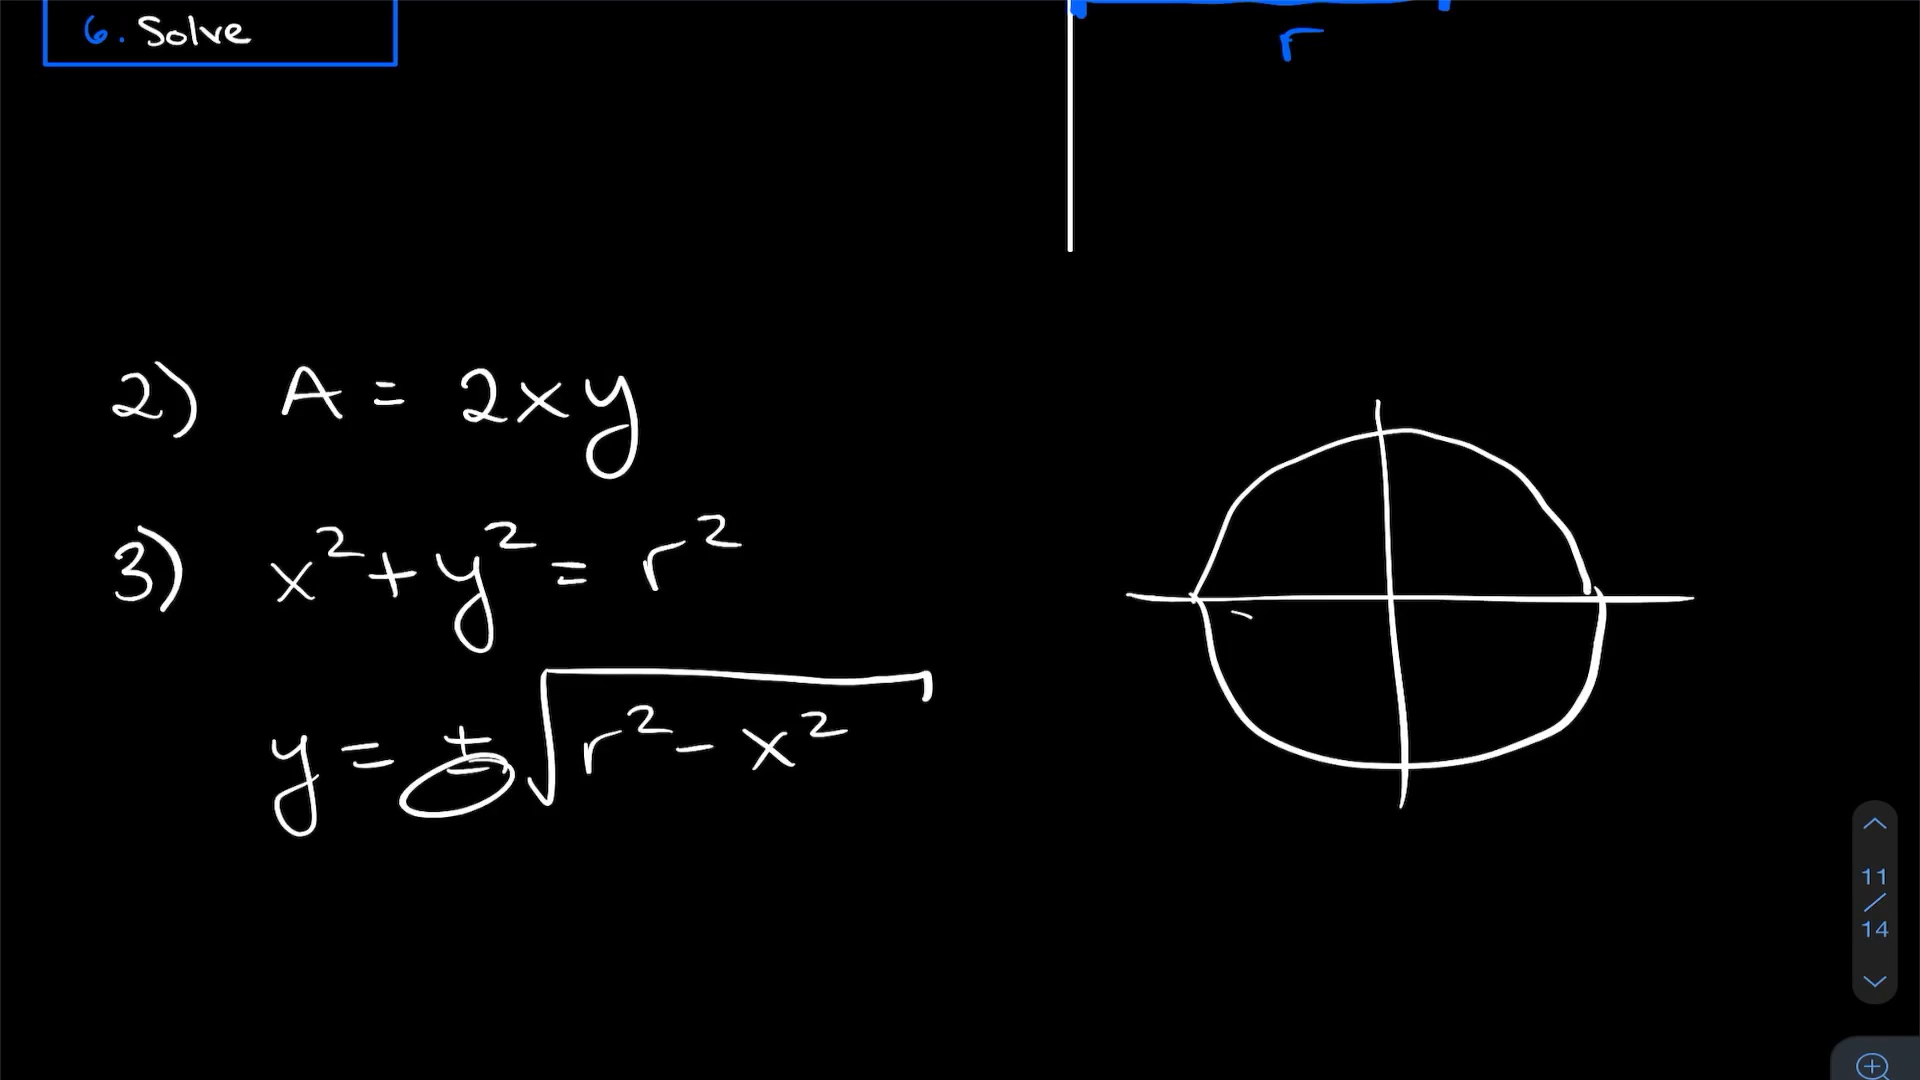 6. Solve
r
2) A = 2xy
3) x² + y² = r²
y = ± √(r² - x²)
11
/
14